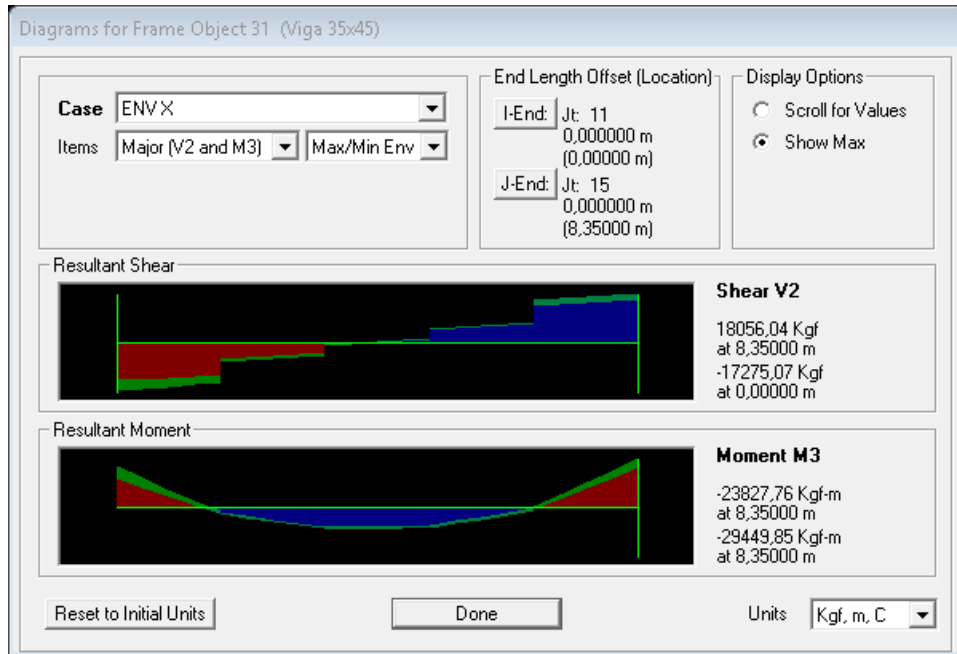 Diagrams for Frame Object 31 (Viga 35x45)
Case ENV X
Items Major (V2 and M3) Max/Min Env
End Length Offset (Location)
I-End: Jt: 11
0,000000 m
(0,00000 m)
J-End: Jt: 15
0,000000 m
(8,35000 m)
Display Options
Scroll for Values
Show Max
Resultant Shear
Shear V2
18056,04 Kgf
at 8,35000 m
-17275,07 Kgf
at 0,00000 m
Resultant Moment
Moment M3
-23827,76 Kgf-m
at 8,35000 m
-29449,85 Kgf-m
at 8,35000 m
Reset to Initial Units
Done
Units Kgf, m, C